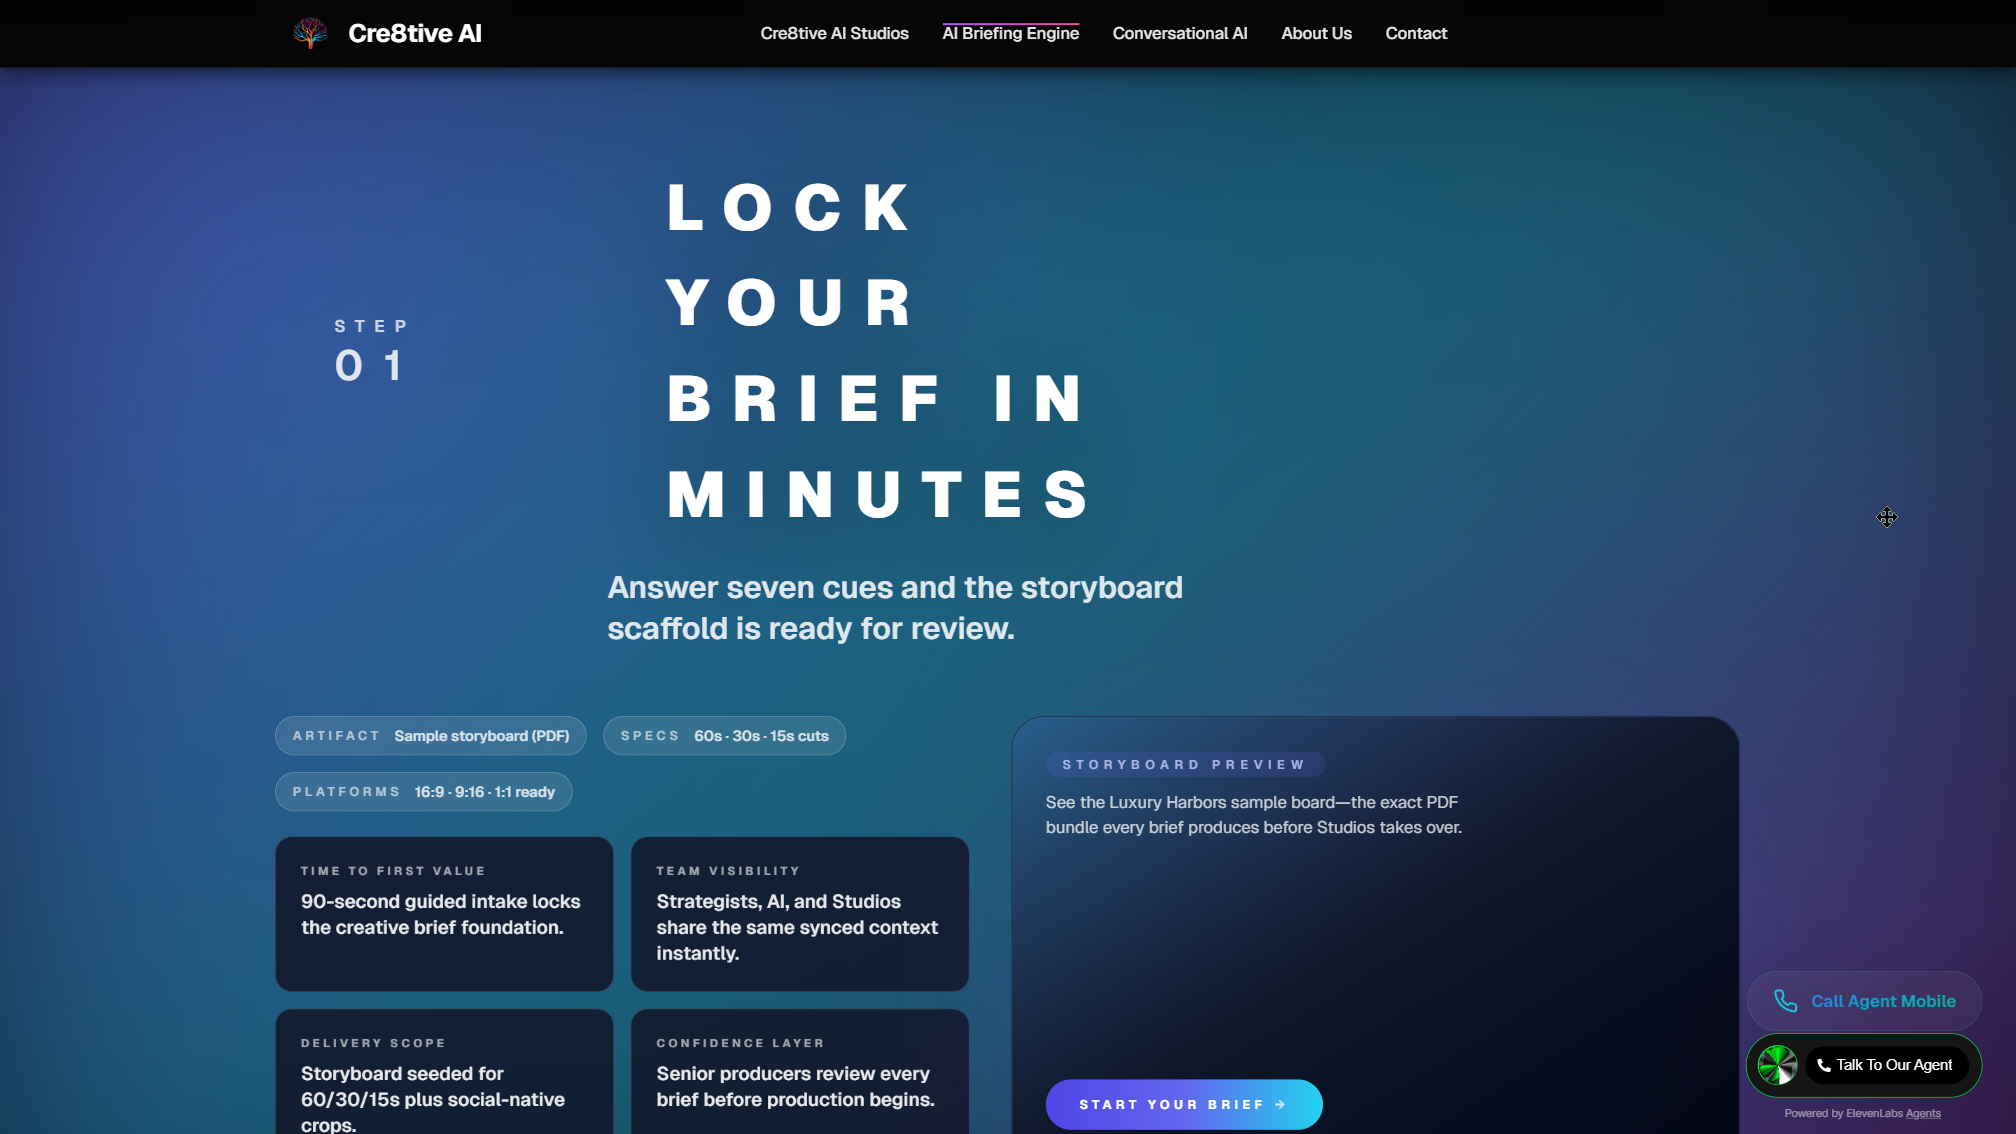 Cre8tive AI
Cre8tive AI Studios
AI Briefing Engine
Conversational AI
About Us
Contact
STEP
01
LOCK
YOUR
BRIEF IN
MINUTES
Answer seven cues and the storyboard
scaffold is ready for review.
ARTIFACT Sample storyboard (PDF)
SPECS 60s · 30s · 15s cuts
PLATFORMS 16:9 · 9:16 · 1:1 ready
TIME TO FIRST VALUE
90-second guided intake locks
the creative brief foundation.
TEAM VISIBILITY
Strategists, AI, and Studios
share the same synced context
instantly.
DELIVERY SCOPE
Storyboard seeded for
60/30/15s plus social-native
crops.
CONFIDENCE LAYER
Senior producers review every
brief before production begins.
STORYBOARD PREVIEW
See the Luxury Harbors sample board—the exact PDF
bundle every brief produces before Studios takes over.
START YOUR BRIEF →
Call Agent Mobile
Talk To Our Agent
Powered by ElevenLabs Agents